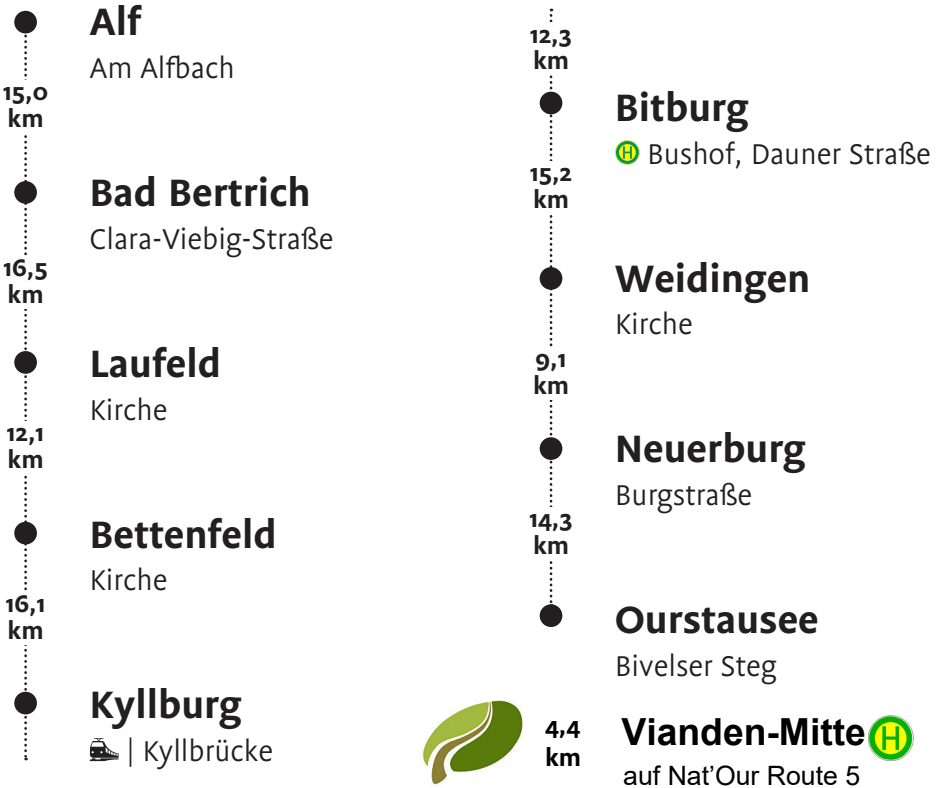 Alf
Am Alfbach
15,0
km
Bad Bertrich
Clara-Viebig-Straße
16,5
km
Laufeld
Kirche
12,1
km
Bettenfeld
Kirche
16,1
km
Kyllburg
| Kyllbrücke
12,3
km
Bitburg
H Bushof, Dauner Straße
15,2
km
Weidingen
Kirche
9,1
km
Neuerburg
Burgstraße
14,3
km
Ourstausee
Bivelser Steg
4,4
km
Vianden-Mitte H
auf Nat’Our Route 5